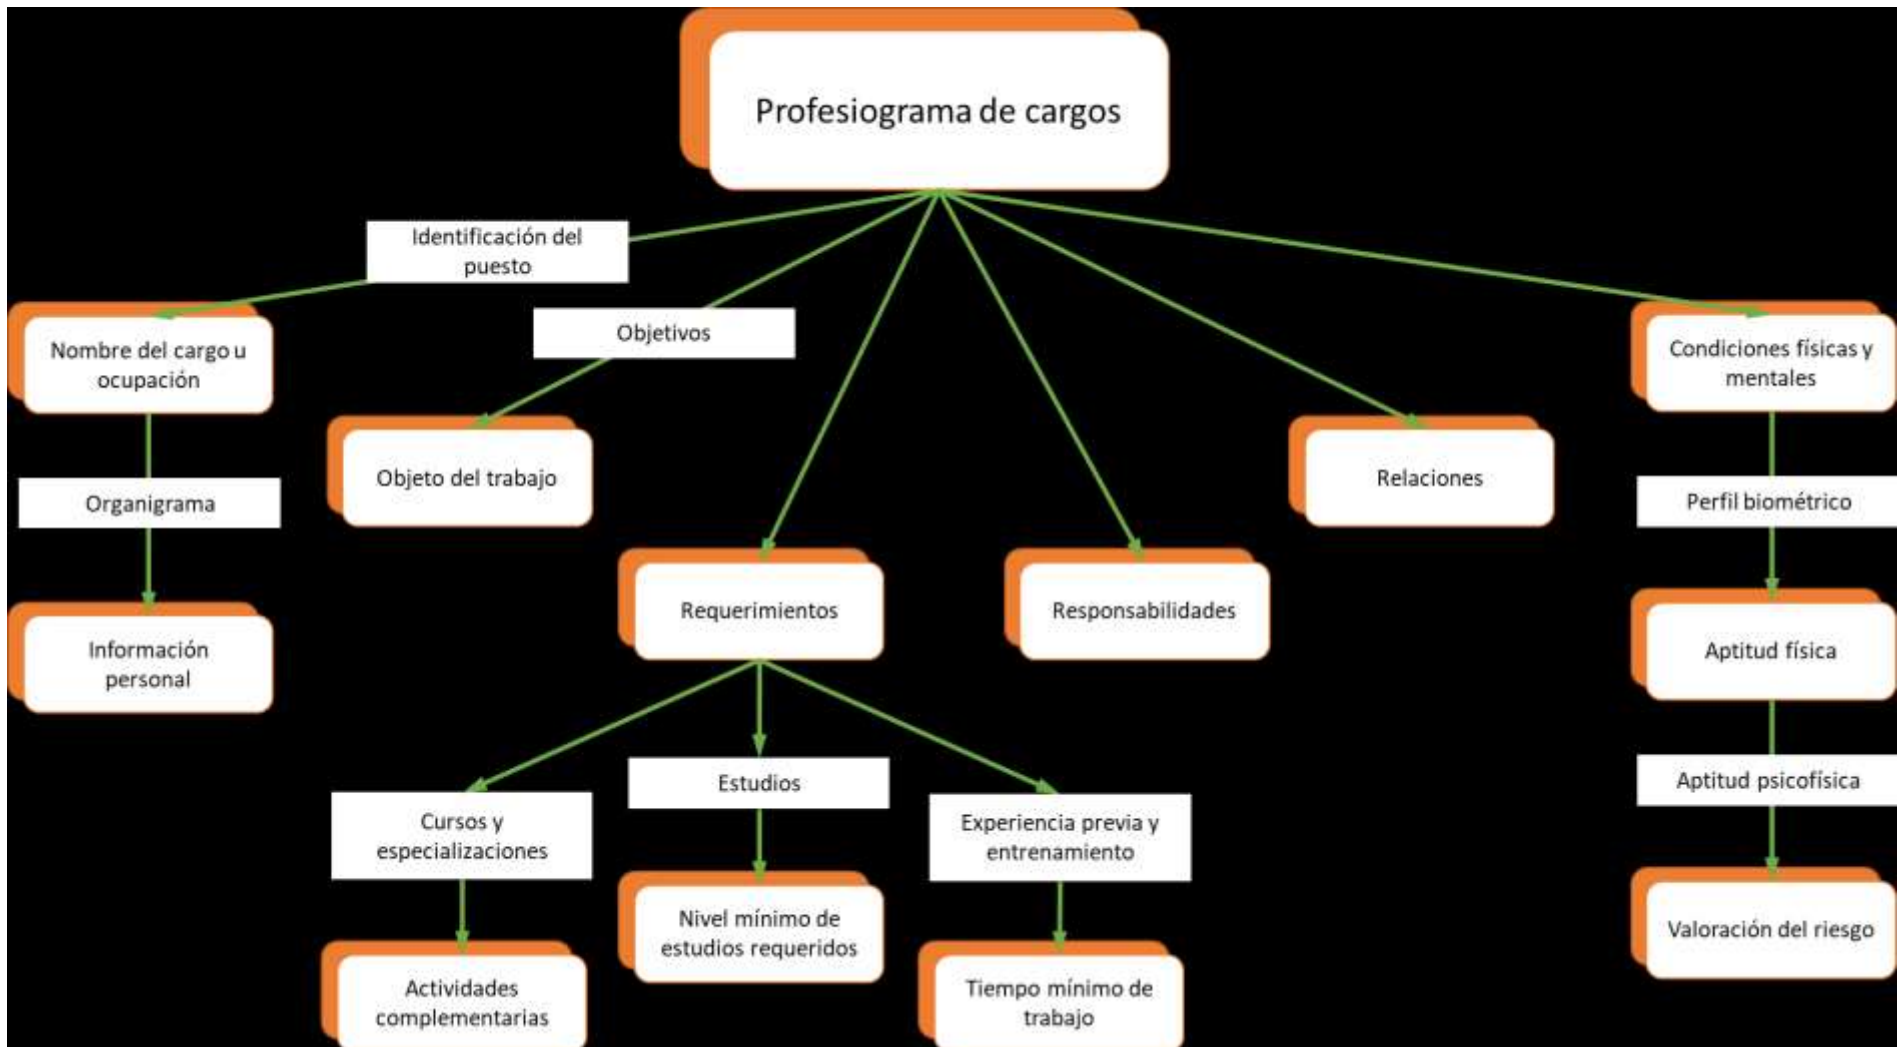 Profesiograma de cargos
Identificación del
puesto
Objetivos
Nombre del cargo u
ocupación
Condiciones físicas y
mentales
Objeto del trabajo
Relaciones
Organigrama
Perfil biométrico
Requerimientos
Responsabilidades
Información
personal
Aptitud física
Estudios
Aptitud psicofísica
Cursos y
especializaciones
Experiencia previa y
entrenamiento
Nivel mínimo de
estudios requeridos
Valoración del riesgo
Actividades
complementarias
Tiempo mínimo de
trabajo